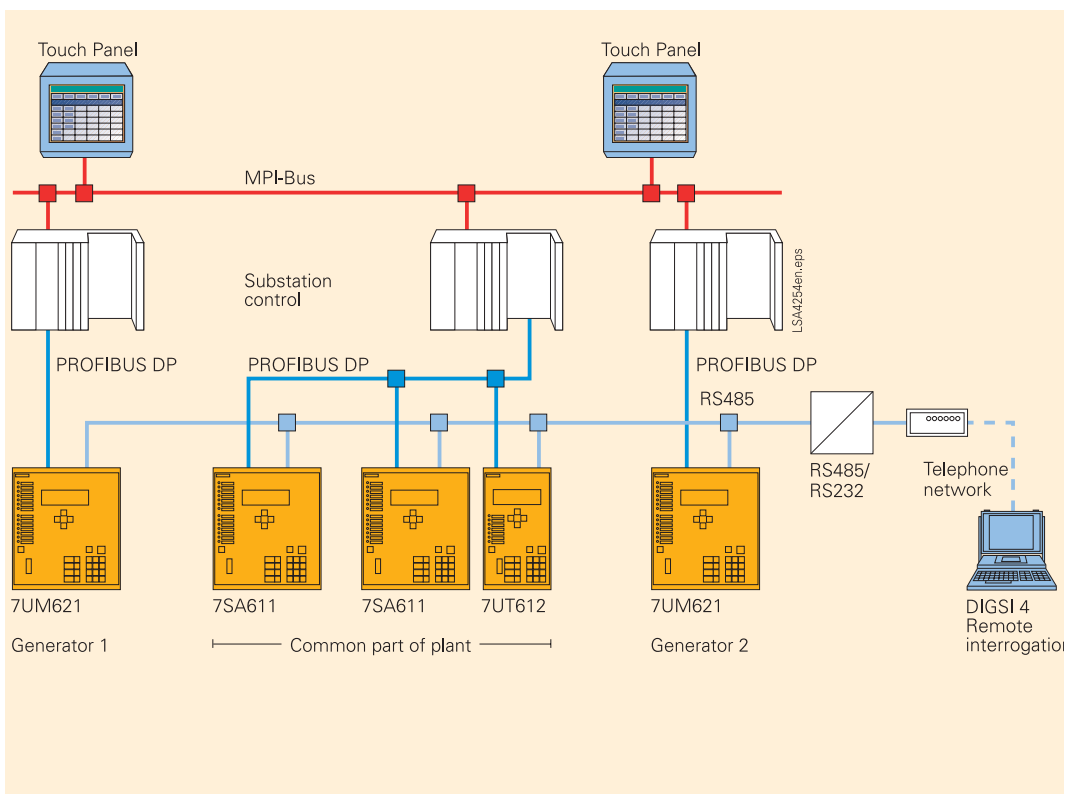 Touch Panel
Touch Panel
MPI-Bus
Substation
control
LSA4254en.eps
PROFIBUS DP
PROFIBUS DP
PROFIBUS DP
RS485
RS485/
RS232
Telephone
network
7UM621
7SA611
7SA611
7UT612
7UM621
DIGSI 4
Remote
interrogation
Generator 1
Common part of plant
Generator 2